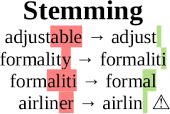 Stemming
adjustable → adjust
formality → formaliti
formaliti → formal
airliner → airlin ⚠